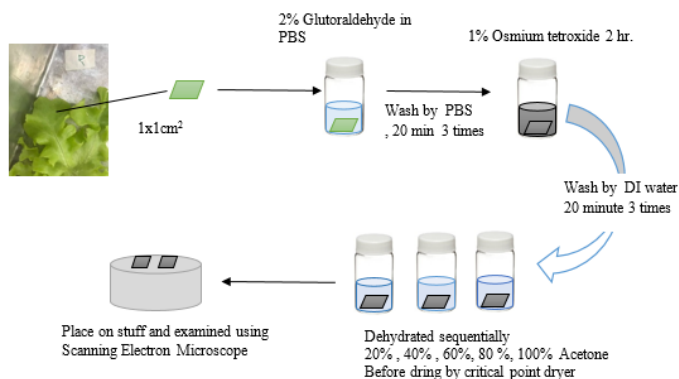 2% Glutoraldehyde in
PBS
1% Osmium tetroxide 2 hr.
R
1x1cm²
Wash by PBS
, 20 min 3 times
Wash by DI water
20 minute 3 times
Place on stuff and examined using
Scanning Electron Microscope
Dehydrated sequentially
20% , 40% , 60%, 80 %, 100% Acetone
Before dring by critical point dryer